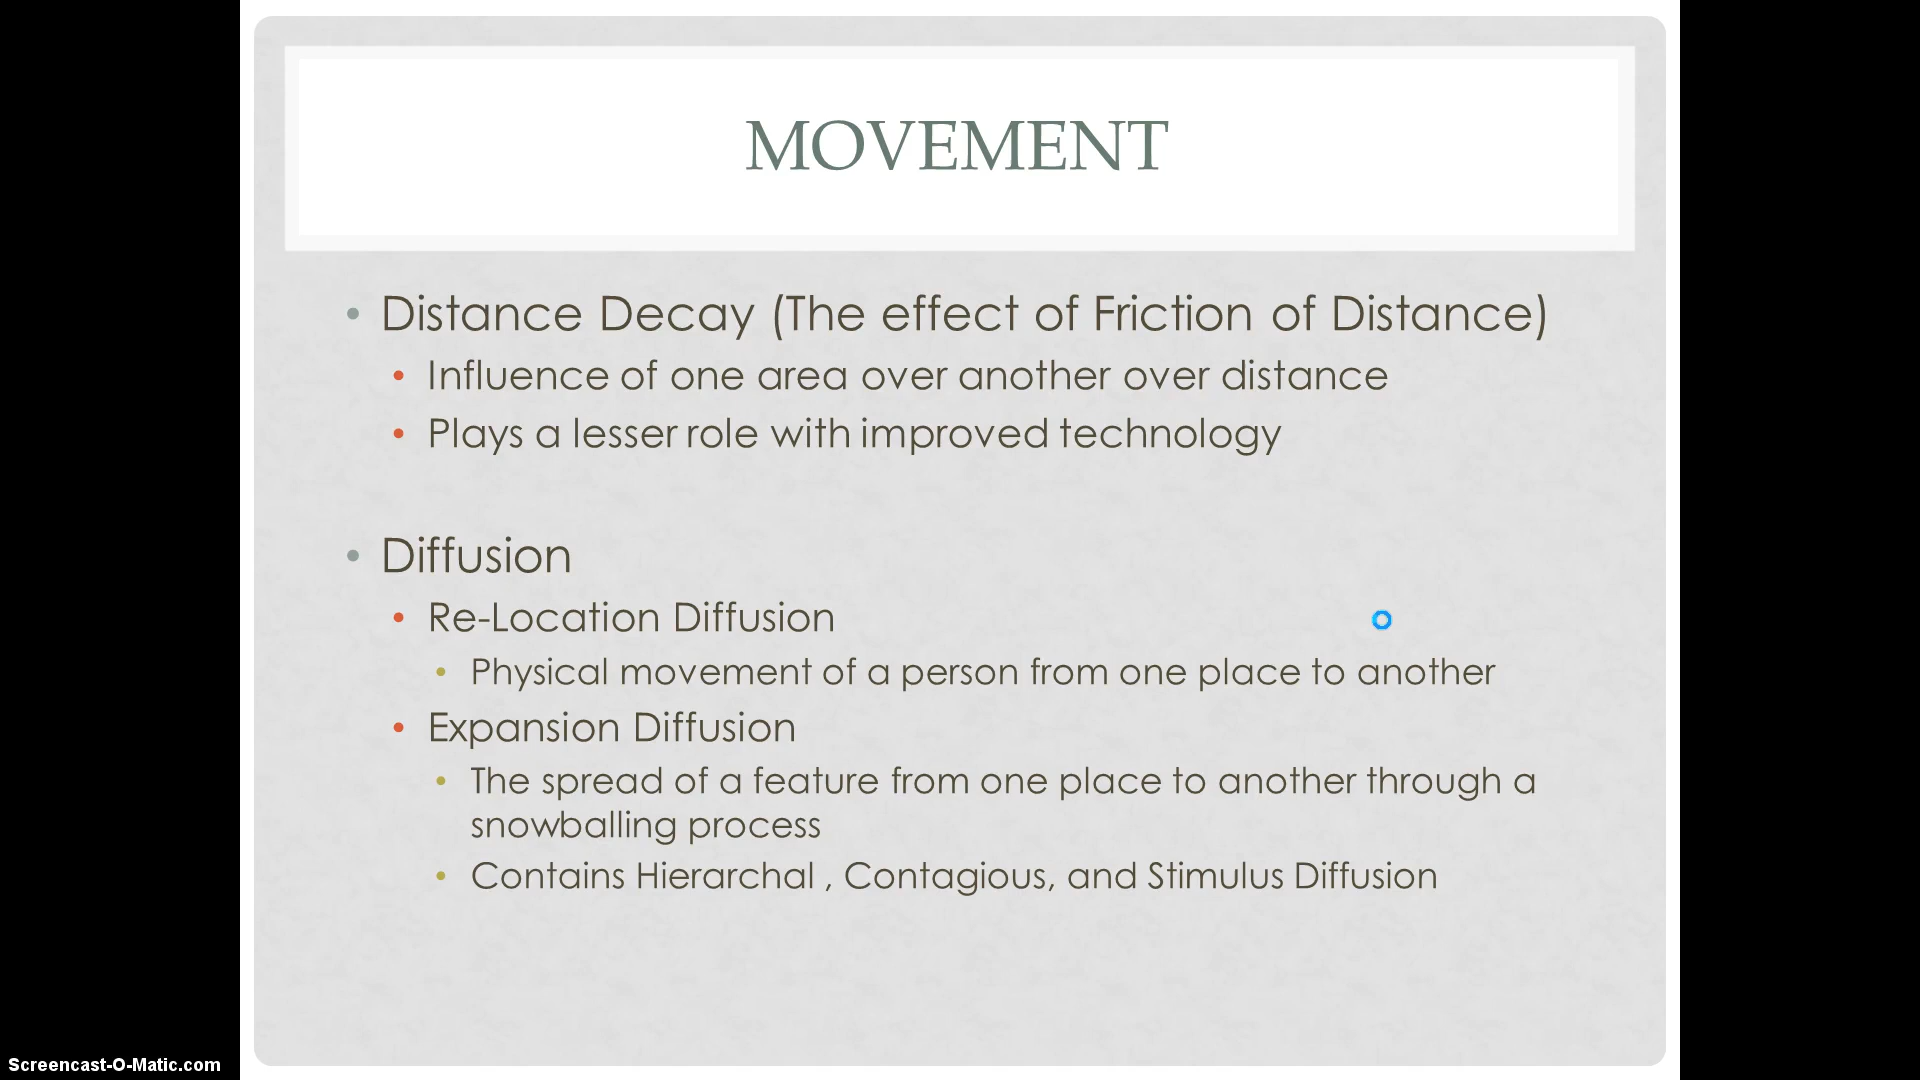 MOVEMENT
• Distance Decay (The effect of Friction of Distance)
• Influence of one area over another over distance
• Plays a lesser role with improved technology
• Diffusion
• Re-Location Diffusion
• Physical movement of a person from one place to another
• Expansion Diffusion
• The spread of a feature from one place to another through a
snowballing process
• Contains Hierarchal , Contagious, and Stimulus Diffusion
Screencast-O-Matic.com